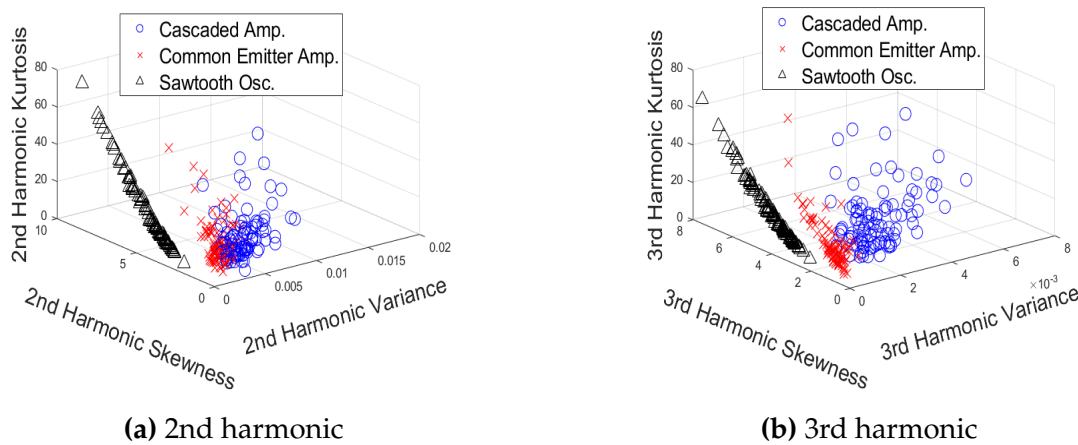 Cascaded Amp.
Common Emitter Amp.
Sawtooth Osc.
2nd Harmonic Kurtosis
80
60
40
20
0
10
5
0
2nd Harmonic Skewness
0
0.005
0.01
0.015
0.02
2nd Harmonic Variance
(a) 2nd harmonic
Cascaded Amp.
Common Emitter Amp.
Sawtooth Osc.
3rd Harmonic Kurtosis
80
60
40
20
0
8
6
4
2
0
3rd Harmonic Skewness
0
2
4
6
8
×10⁻³
3rd Harmonic Variance
(b) 3rd harmonic